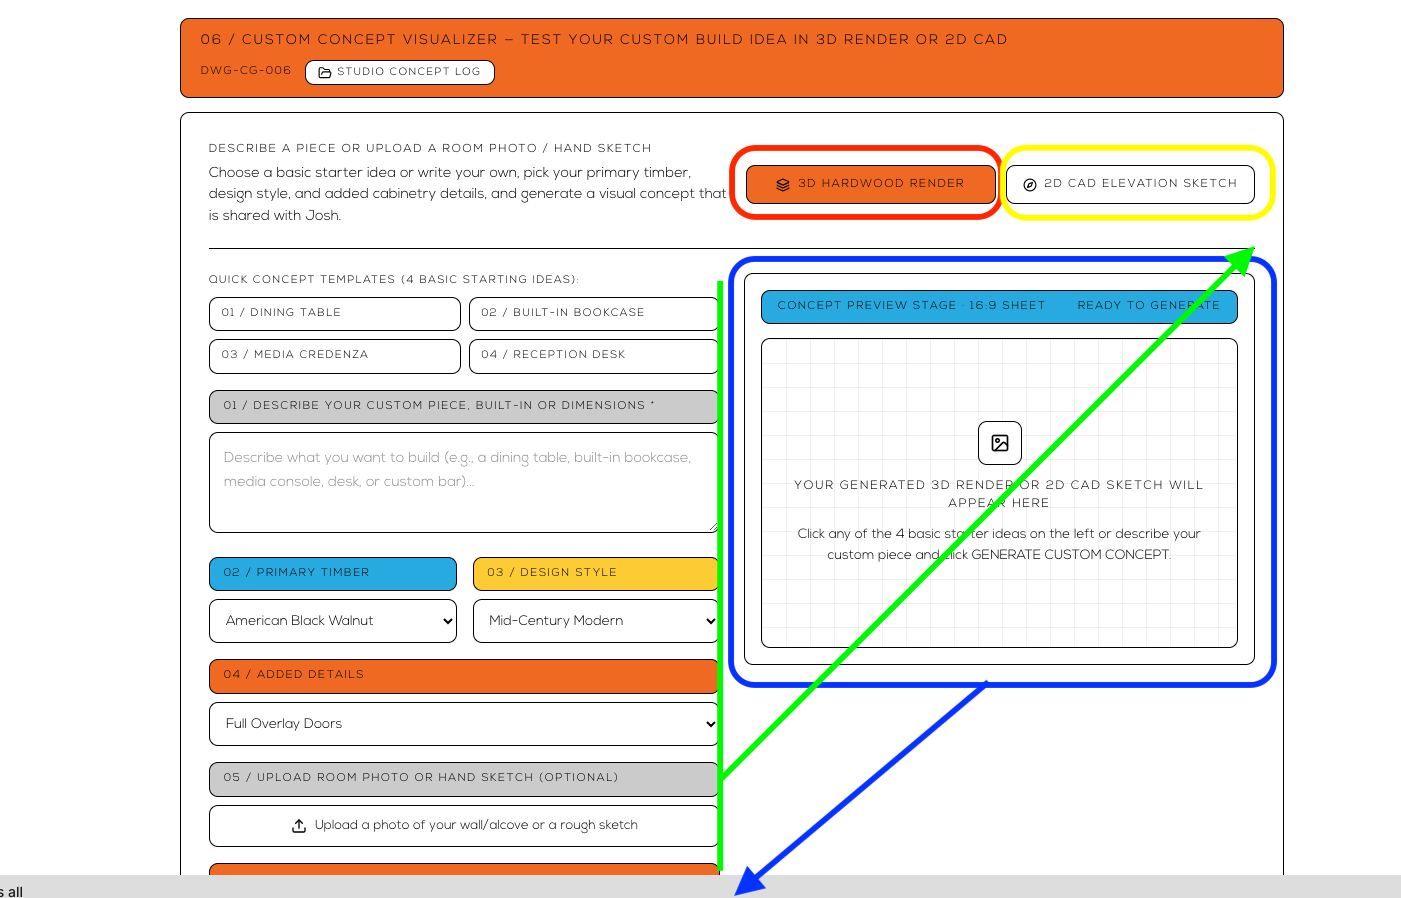 06 / CUSTOM CONCEPT VISUALIZER – TEST YOUR CUSTOM BUILD IDEA IN 3D RENDER OR 2D CAD
DWG-CG-006
STUDIO CONCEPT LOG
DESCRIBE A PIECE OR UPLOAD A ROOM PHOTO / HAND SKETCH
Choose a basic starter idea or write your own, pick your primary timber,
design style, and added cabinetry details, and generate a visual concept that
is shared with Josh.
3D HARDWOOD RENDER
2D CAD ELEVATION SKETCH
QUICK CONCEPT TEMPLATES (4 BASIC STARTING IDEAS):
01 / DINING TABLE
02 / BUILT-IN BOOKCASE
03 / MEDIA CREDENZA
04 / RECEPTION DESK
01 / DESCRIBE YOUR CUSTOM PIECE, BUILT-IN OR DIMENSIONS *
Describe what you want to build (e.g., a dining table, built-in bookcase,
media console, desk, or custom bar)...
02 / PRIMARY TIMBER
03 / DESIGN STYLE
American Black Walnut
Mid-Century Modern
04 / ADDED DETAILS
Full Overlay Doors
05 / UPLOAD ROOM PHOTO OR HAND SKETCH (OPTIONAL)
Upload a photo of your wall/alcove or a rough sketch
CONCEPT PREVIEW STAGE · 16:9 SHEET
READY TO GENERATE
YOUR GENERATED 3D RENDER OR 2D CAD SKETCH WILL
APPEAR HERE
Click any of the 4 basic starter ideas on the left or describe your
custom piece and click GENERATE CUSTOM CONCEPT.
s all